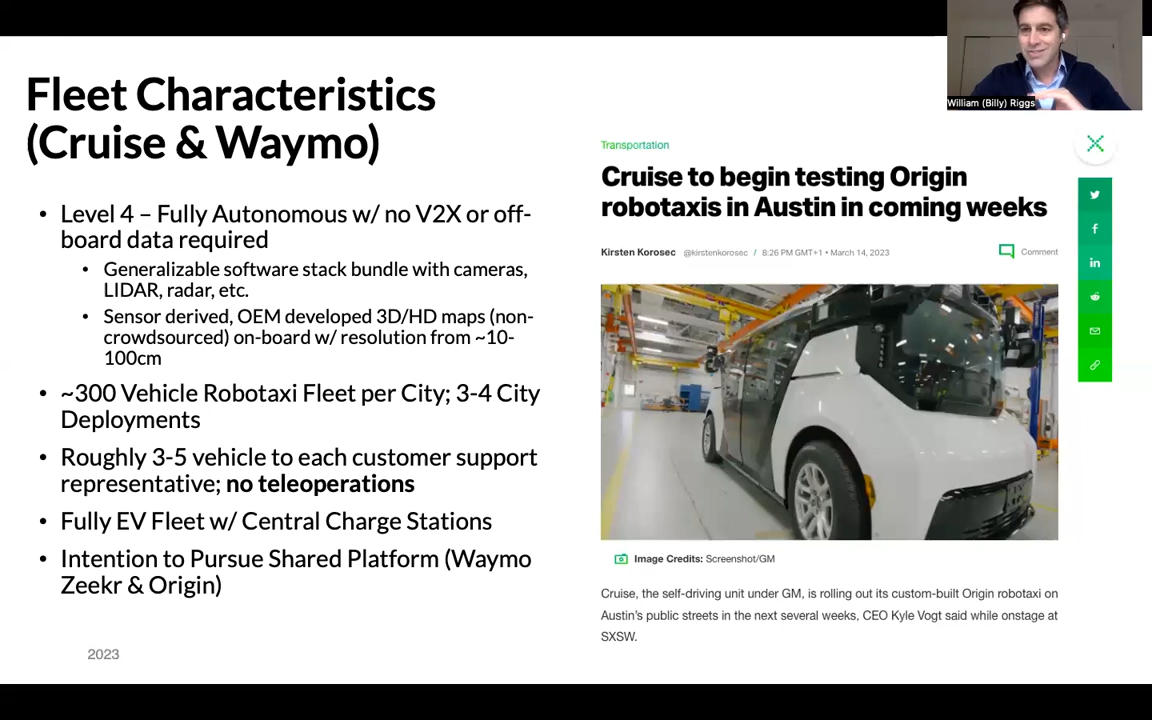 William (Billy) Riggs
Fleet Characteristics
(Cruise & Waymo)
• Level 4 – Fully Autonomous w/ no V2X or off-
board data required
• Generalizable software stack bundle with cameras,
LIDAR, radar, etc.
• Sensor derived, OEM developed 3D/HD maps (non-
crowdsourced) on-board w/ resolution from ~10-
100cm
• ~300 Vehicle Robotaxi Fleet per City; 3-4 City
Deployments
• Roughly 3-5 vehicle to each customer support
representative; no teleoperations
• Fully EV Fleet w/ Central Charge Stations
• Intention to Pursue Shared Platform (Waymo
Zeekr & Origin)
2023
Transportation
Cruise to begin testing Origin
robotaxis in Austin in coming weeks
Kirsten Korosec @kirstenkorosec / 8:26 PM GMT+1 • March 14, 2023
Comment
Image Credits: Screenshot/GM
Cruise, the self-driving unit under GM, is rolling out its custom-built Origin robotaxi on
Austin's public streets in the next several weeks, CEO Kyle Vogt said while onstage at
SXSW.